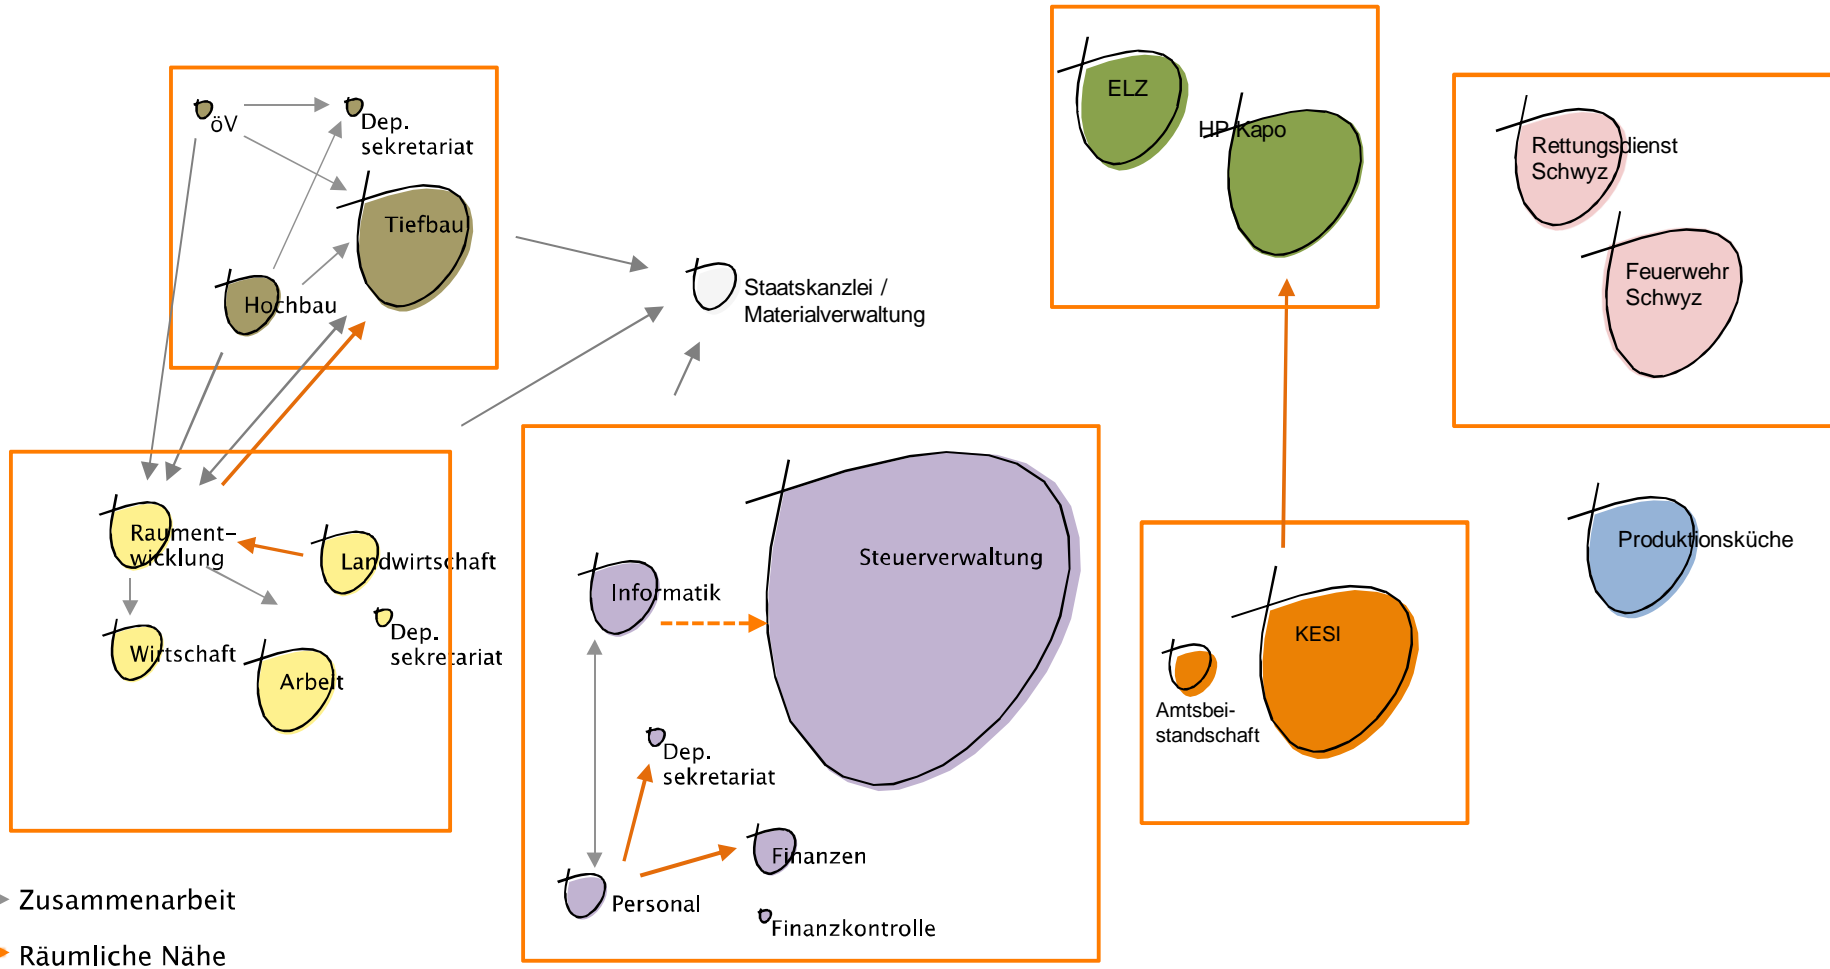 öV
Dep.
sekretariat
Tiefbau
Hochbau
Staatskanzlei /
Materialverwaltung
ELZ
HP Kapo
Rettungsdienst
Schwyz
Feuerwehr
Schwyz
Raument-
wicklung
Landwirtschaft
Wirtschaft
Dep.
sekretariat
Arbeit
Steuerverwaltung
Informatik
Dep.
sekretariat
Finanzen
Personal
Finanzkontrolle
KESI
Amtsbei-
standschaft
Produktionsküche
Zusammenarbeit
Räumliche Nähe